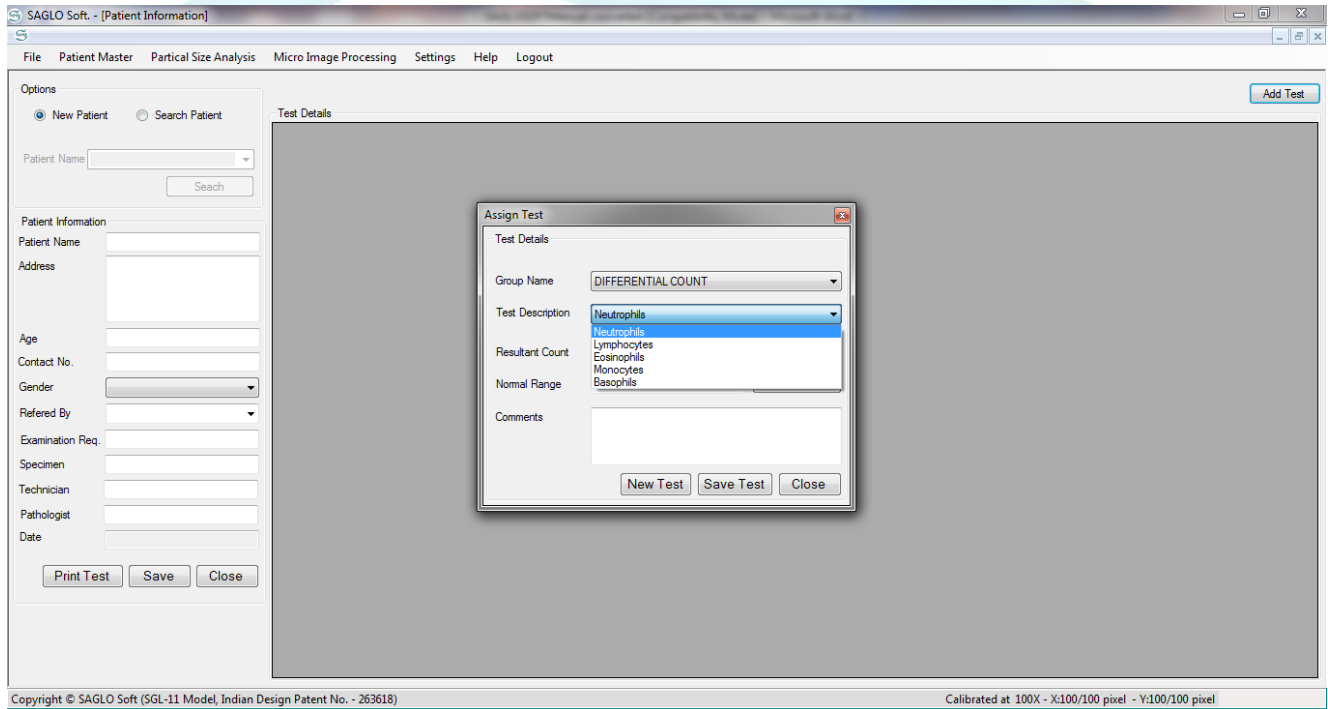 SAGLO Soft. - [Patient Information]
File Patient Master Partical Size Analysis Micro Image Processing Settings Help Logout
Options
New Patient Search Patient
Patient Name
Seach
Patient Information
Patient Name
Address
Age
Contact No.
Gender
Refered By
Examination Req.
Specimen
Technician
Pathologist
Date
Print Test Save Close
Add Test
Test Details
Assign Test
Test Details
Group Name DIFFERENTIAL COUNT
Test Description Neutrophils
Neutrophils
Lymphocytes
Eosinophils
Monocytes
Basophils
Resultant Count
Normal Range
Comments
New Test Save Test Close
Copyright © SAGLO Soft (SGL-11 Model, Indian Design Patent No. - 263618)
Calibrated at 100X - X:100/100 pixel - Y:100/100 pixel